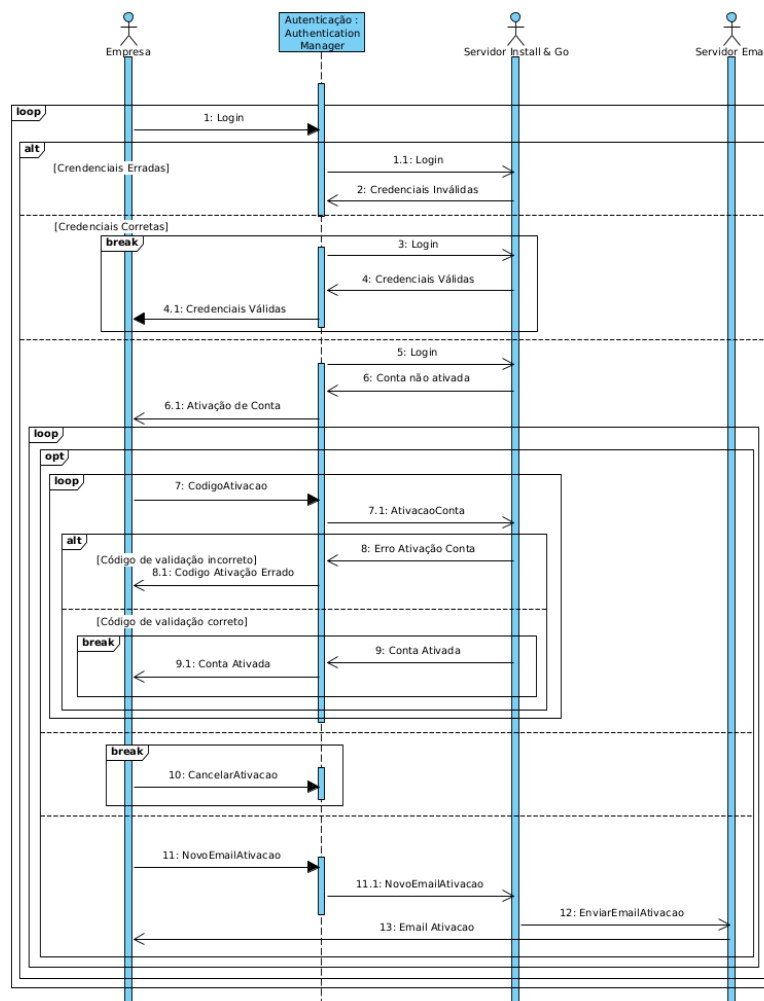 Empresa
Autenticação :
Authentication
Manager
Servidor Install & Go
Servidor Emai
loop
1: Login
alt
[Crendenciais Erradas]
1.1: Login
2: Credenciais Inválidas
[Credenciais Corretas]
break
3: Login
4: Credenciais Válidas
4.1: Credenciais Válidas
5: Login
6: Conta não ativada
6.1: Ativação de Conta
loop
opt
loop
7: CodigoAtivacao
7.1: AtivacaoConta
alt
8: Erro Ativação Conta
[Código de validação incorreto]
8.1: Codigo Ativação Errado
[Código de validação correto]
break
9: Conta Ativada
9.1: Conta Ativada
break
10: CancelarAtivacao
11: NovoEmailAtivacao
11.1: NovoEmailAtivacao
12: EnviarEmailAtivacao
13: Email Ativacao